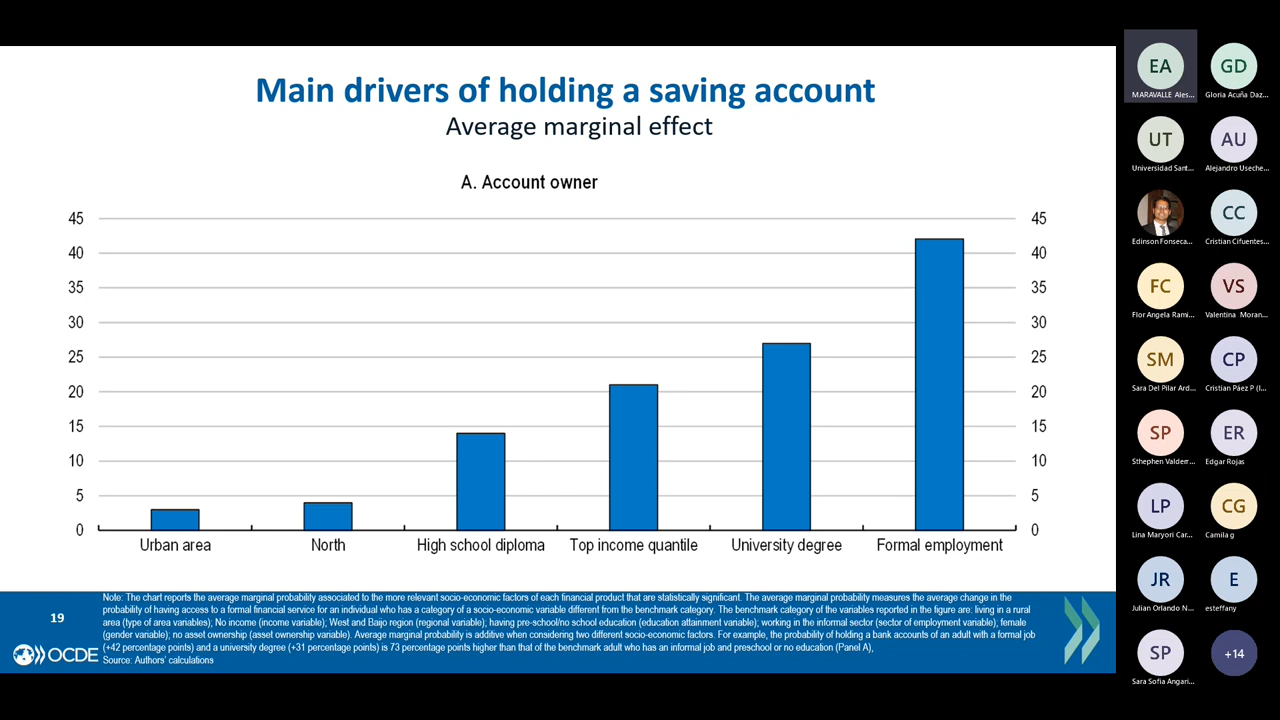 Main drivers of holding a saving account
Average marginal effect
A. Account owner
45 45
40 40
35 35
30 30
25 25
20 20
15 15
10 10
5 5
0 0
Urban area North High school diploma Top income quantile University degree Formal employment
19
Note: The chart reports the average marginal probability associated to the more relevant socio-economic factors of each financial product that are statistically significant. The average marginal probability measures the average change in the
probability of having access to a formal financial service for an individual who has a category of a socio-economic variable different from the benchmark category. The benchmark category of the variables reported in the figure are: living in a rural
area (type of area variables); No income (income variable); West and Baijo region (regional variable); having pre-school/no school education (education attainment variable); working in the informal sector (sector of employment variable); female
(gender variable); no asset ownership (asset ownership variable). Average marginal probability is additive when considering two different socio-economic factors. For example, the probability of holding a bank accounts of an adult with a formal job
(+42 percentage points) and a university degree (+31 percentage points) is 73 percentage points higher than that of the benchmark adult who has an informal job and preschool or no education (Panel A),
Source: Authors' calculations
OCDE
EA GD
MARAVALLE Ales... Gloria Acuña Daz...
UT AU
Universidad Sant... Alejandro Useche...
CC
Edinson Fonseca... Cristian Cifuentes...
FC VS
Flor Angela Rami... Valentina Moran...
SM CP
Sara Del Pilar Ard... Cristian Páez P (I...
SP ER
Sthephen Valderr... Edgar Rojas
LP CG
Lina Maryori Car... Camila g
JR E
Julian Orlando N... esteffany
SP +14
Sara Sofia Angari...